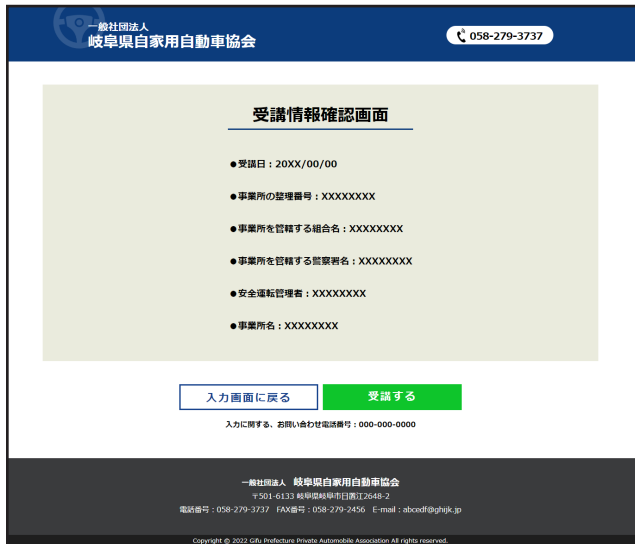 一般社団法人
岐阜県自家用自動車協会
058-279-3737
受講情報確認画面
●受講日：20XX/00/00
●事業所の整理番号：XXXXXXXX
●事業所を管轄する組合名：XXXXXXXX
●事業所を管轄する警察署名：XXXXXXXX
●安全運転管理者：XXXXXXXX
●事業所名：XXXXXXXX
入力画面に戻る
受講する
入力に関する、お問い合わせ電話番号：000-000-0000
一般社団法人 岐阜県自家用自動車協会
〒501-6133 岐阜県岐阜市日置江2648-2
電話番号：058-279-3737 FAX番号：058-279-2456 E-mail：abcedf@ghijk.jp
Copyright © 2022 Gifu Prefecture Private Automobile Association All rights reserved.